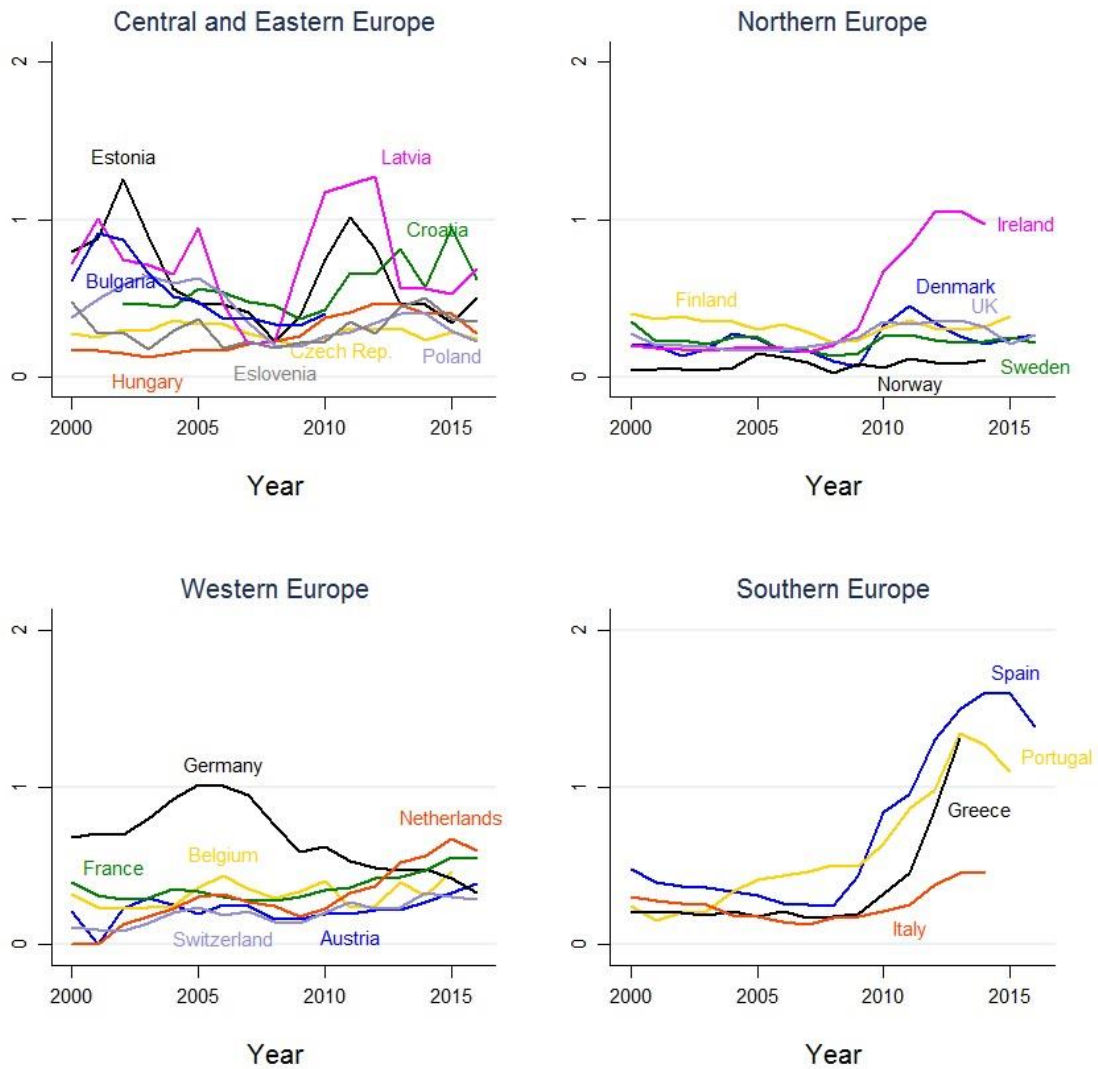 Central and Eastern Europe
2
1
0
Estonia
Latvia
Croatia
Bulgaria
Czech Rep.
Poland
Hungary
Eslovenia
2000
2005
2010
2015
Year
Northern Europe
2
1
0
Ireland
Denmark
Finland
UK
Sweden
Norway
2000
2005
2010
2015
Year
Western Europe
2
1
0
Germany
Netherlands
France
Belgium
Switzerland
Austria
2000
2005
2010
2015
Year
Southern Europe
2
1
0
Spain
Portugal
Greece
Italy
2000
2005
2010
2015
Year